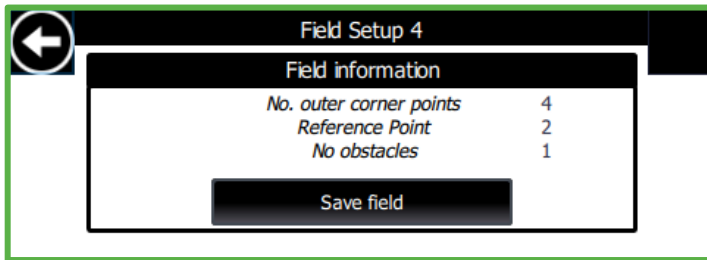 Field Setup 4
Field information
No. outer corner points 4
Reference Point 2
No obstacles 1
Save field